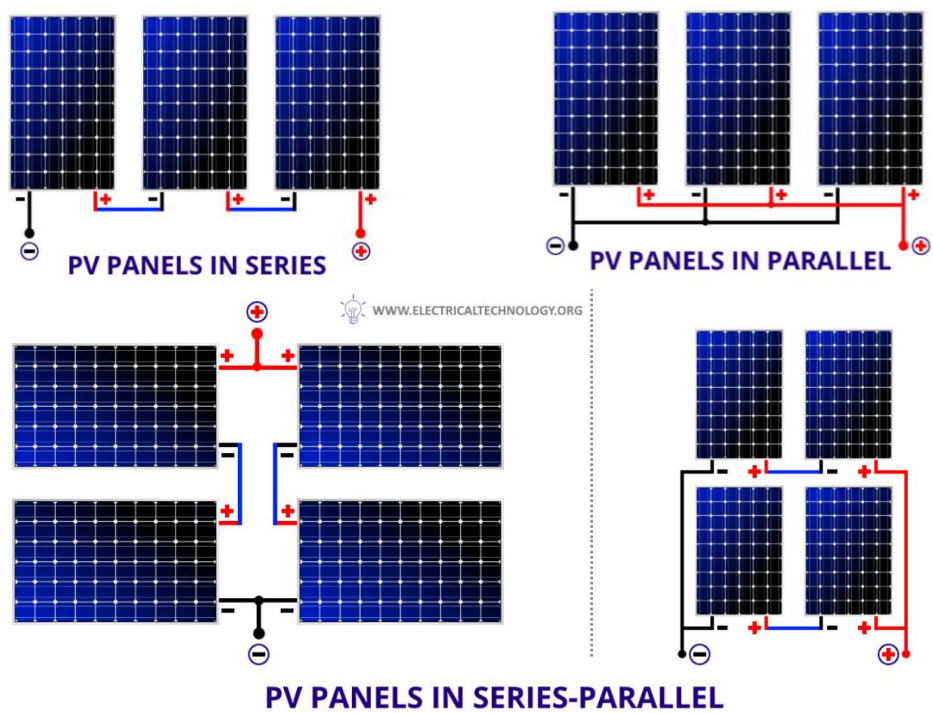 - + - + - +
- +
PV PANELS IN SERIES
- + - + - +
- +
PV PANELS IN PARALLEL
WWW.ELECTRICALTECHNOLOGY.ORG
+
+ +
- -
+ +
- -
-
- + - +
- + - +
- +
PV PANELS IN SERIES-PARALLEL